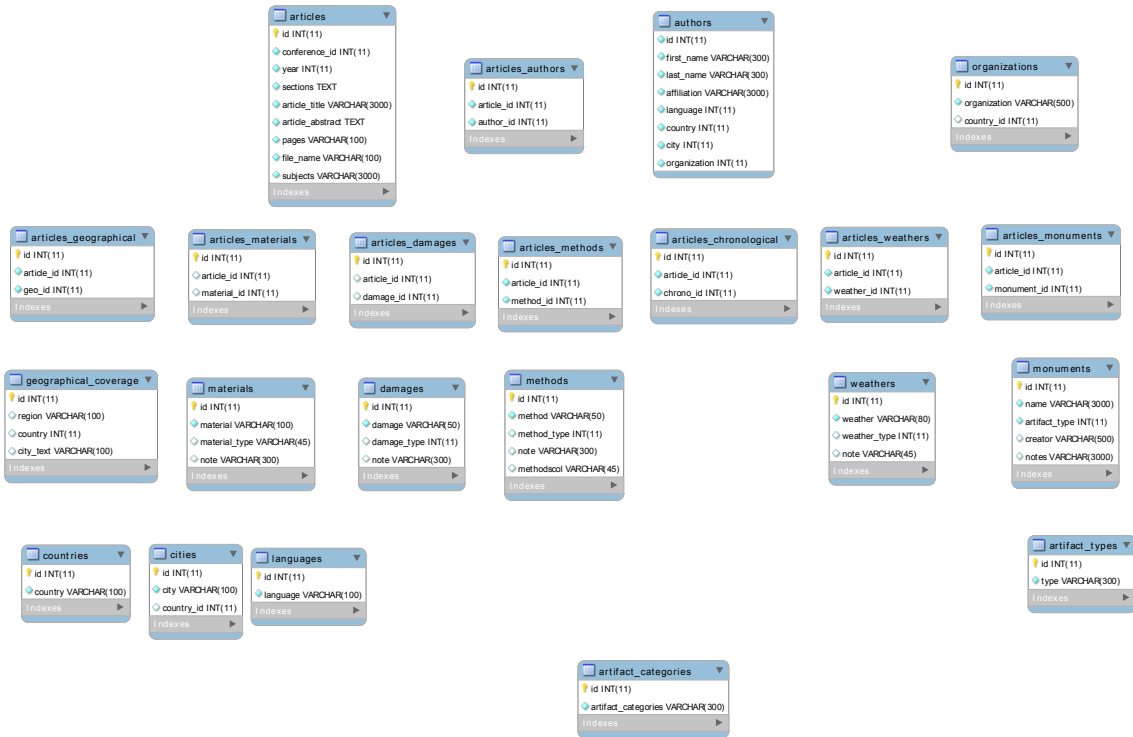 articles
id INT(11)
conference_id INT(11)
year INT(11)
sections TEXT
article_title VARCHAR(3000)
article_abstract TEXT
pages VARCHAR(100)
file_name VARCHAR(100)
subjects VARCHAR(3000)
Indexes
articles_authors
id INT(11)
article_id INT(11)
author_id INT(11)
Indexes
authors
id INT(11)
first_name VARCHAR(300)
last_name VARCHAR(300)
affiliation VARCHAR(3000)
language INT(11)
country INT(11)
city INT(11)
organization INT(11)
organizations
id INT(11)
organization VARCHAR(500)
country_id INT(11)
Indexes
articles_geographical
id INT(11)
article_id INT(11)
geo_id INT(11)
Indexes
articles_materials
id INT(11)
article_id INT(11)
material_id INT(11)
Indexes
articles_damages
id INT(11)
article_id INT(11)
damage_id INT(11)
Indexes
articles_methods
id INT(11)
article_id INT(11)
method_id INT(11)
Indexes
articles_chronological
id INT(11)
article_id INT(11)
chrono_id INT(11)
Indexes
articles_weathers
id INT(11)
article_id INT(11)
weather_id INT(11)
Indexes
articles_monuments
id INT(11)
article_id INT(11)
monument_id INT(11)
Indexes
geographical_coverage
id INT(11)
region VARCHAR(100)
country INT(11)
city_text VARCHAR(100)
Indexes
materials
id INT(11)
material VARCHAR(100)
material_type VARCHAR(45)
note VARCHAR(300)
Indexes
damages
id INT(11)
damage VARCHAR(50)
damage_type INT(11)
note VARCHAR(300)
Indexes
methods
id INT(11)
method VARCHAR(50)
method_type INT(11)
note VARCHAR(300)
methodscol VARCHAR(45)
Indexes
weathers
id INT(11)
weather VARCHAR(80)
weather_type INT(11)
note VARCHAR(45)
Indexes
monuments
id INT(11)
name VARCHAR(3000)
artifact_type INT(11)
creator VARCHAR(500)
notes VARCHAR(3000)
Indexes
countries
id INT(11)
country VARCHAR(100)
Indexes
cities
id INT(11)
city VARCHAR(100)
country_id INT(11)
Indexes
languages
id INT(11)
language VARCHAR(100)
Indexes
artifact_types
id INT(11)
type VARCHAR(300)
Indexes
artifact_categories
id INT(11)
artifact_categories VARCHAR(300)
Indexes